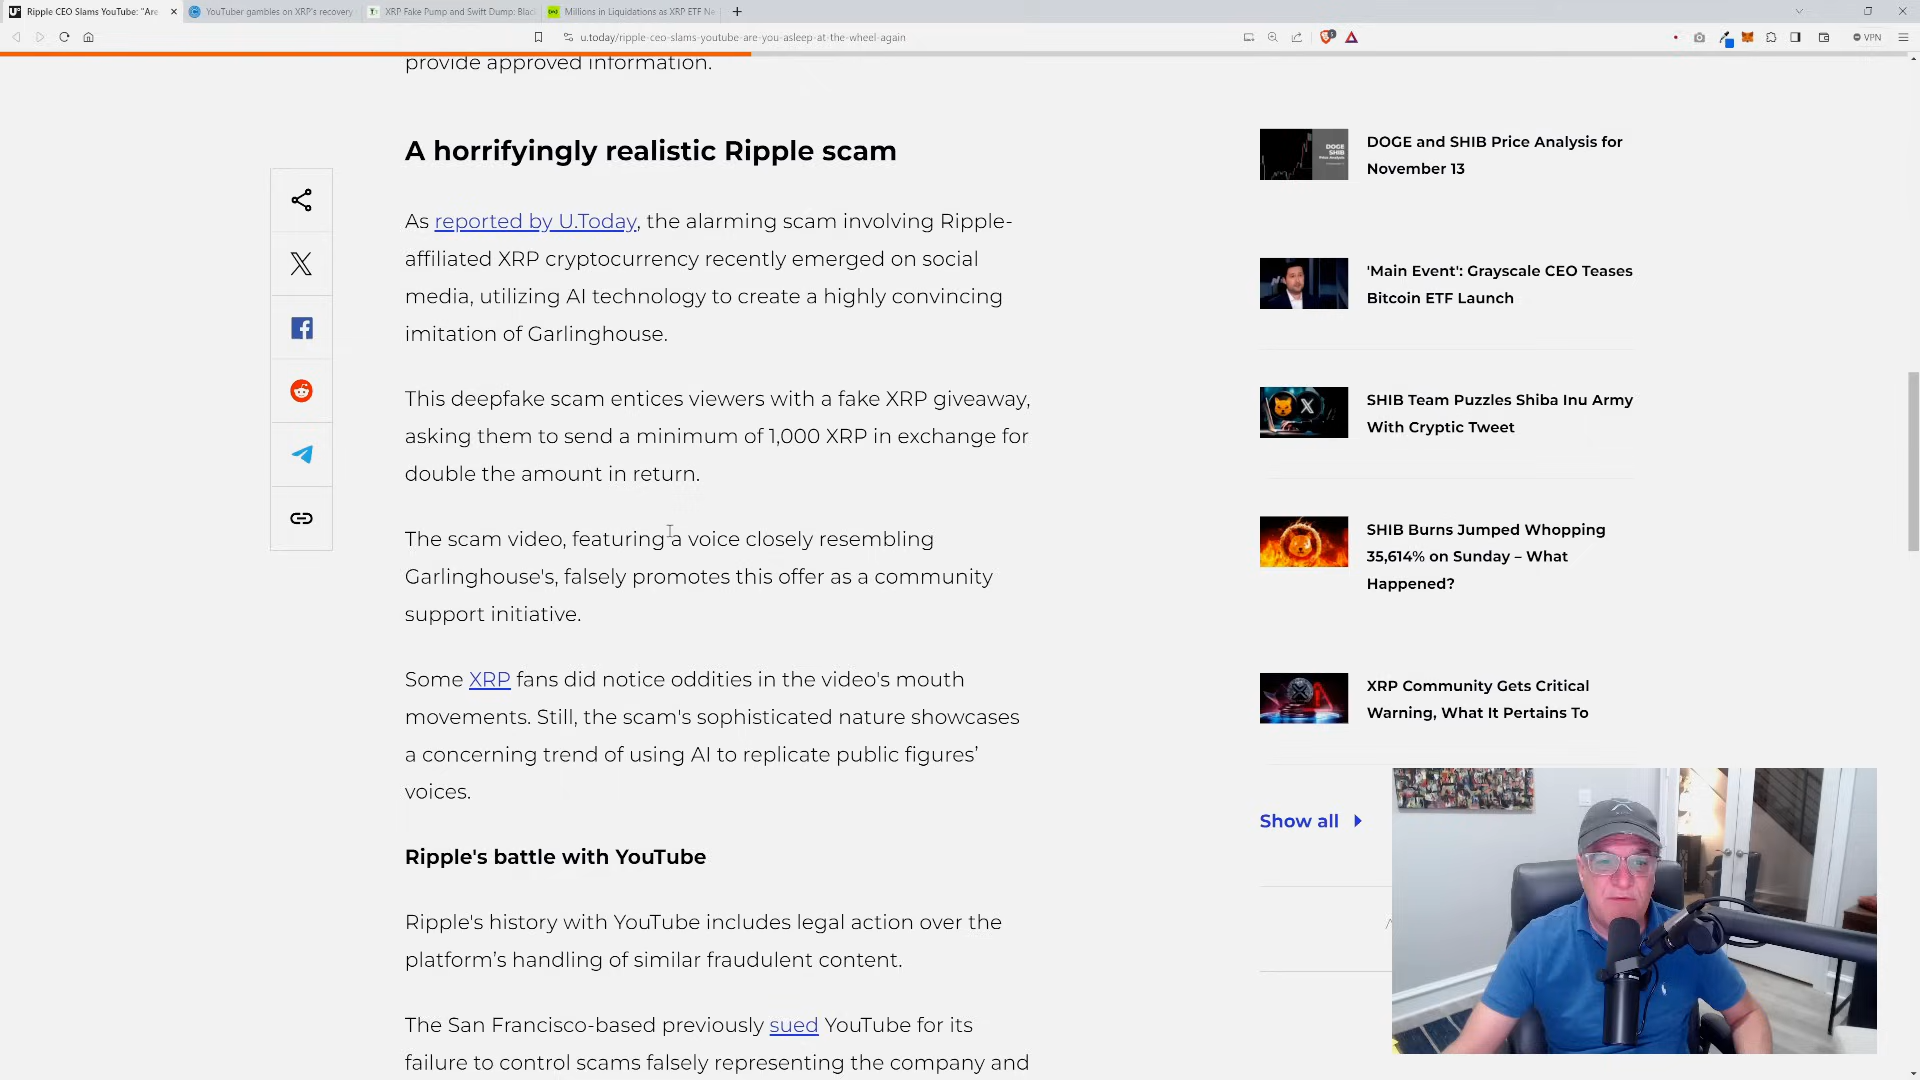 Ripple CEO Slams YouTube: "Are
YouTuber gambles on XRP's recovery
XRP Fake Pump and Swift Dump: Blac
Millions in Liquidations as XRP ETF Ne
u.today/ripple-ceo-slams-youtube-are-you-asleep-at-the-wheel-again
VPN
provide approved information.
A horrifyingly realistic Ripple scam
As reported by U.Today, the alarming scam involving Ripple-
affiliated XRP cryptocurrency recently emerged on social
media, utilizing AI technology to create a highly convincing
imitation of Garlinghouse.
This deepfake scam entices viewers with a fake XRP giveaway,
asking them to send a minimum of 1,000 XRP in exchange for
double the amount in return.
The scam video, featuring a voice closely resembling
Garlinghouse's, falsely promotes this offer as a community
support initiative.
Some XRP fans did notice oddities in the video's mouth
movements. Still, the scam's sophisticated nature showcases
a concerning trend of using AI to replicate public figures’
voices.
Ripple's battle with YouTube
Ripple's history with YouTube includes legal action over the
platform’s handling of similar fraudulent content.
The San Francisco-based previously sued YouTube for its
failure to control scams falsely representing the company and
DOGE and SHIB Price Analysis for
November 13
'Main Event': Grayscale CEO Teases
Bitcoin ETF Launch
SHIB Team Puzzles Shiba Inu Army
With Cryptic Tweet
SHIB Burns Jumped Whopping
35,614% on Sunday – What
Happened?
XRP Community Gets Critical
Warning, What It Pertains To
Show all